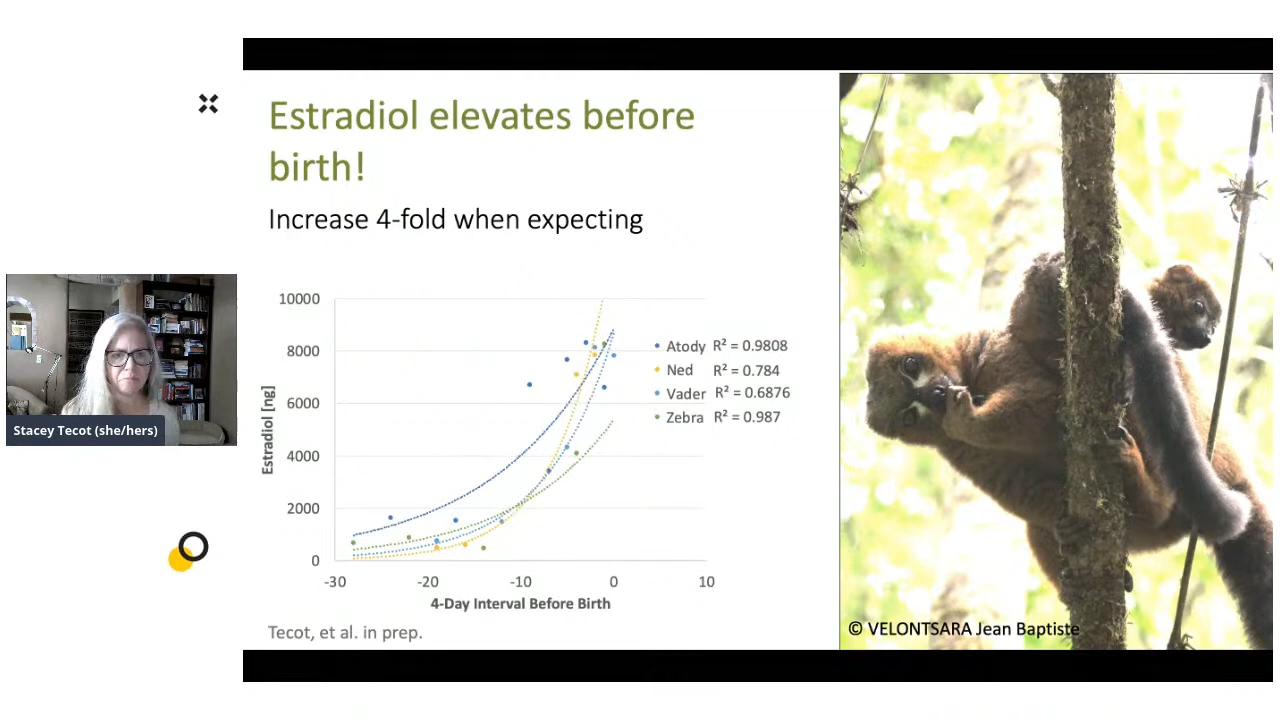 Estradiol elevates before
birth!
Increase 4-fold when expecting
10000
8000
6000
4000
2000
0
Estradiol [ng]
-30 -20 -10 0 10
4-Day Interval Before Birth
Atody R² = 0.9808
Ned R² = 0.784
Vader R² = 0.6876
Zebra R² = 0.987
Tecot, et al. in prep.
© VELONTSARA Jean Baptiste
Stacey Tecot (she/hers)